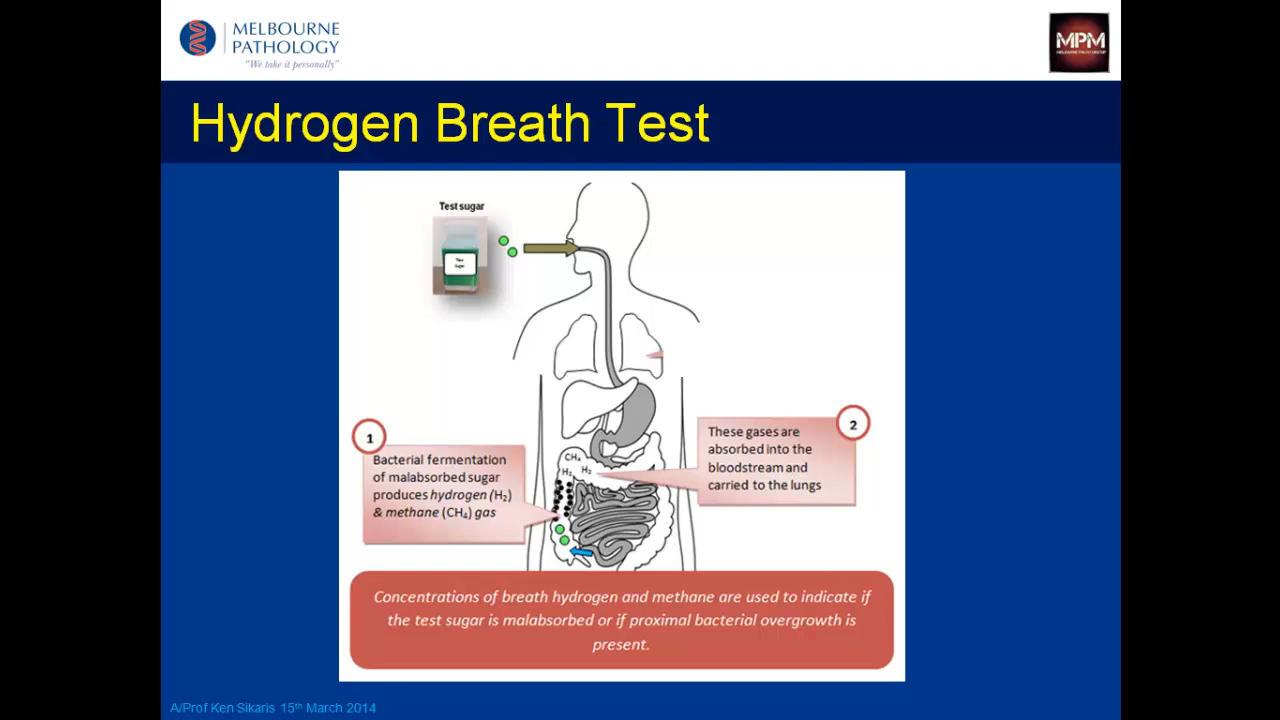 MELBOURNE
PATHOLOGY
"We take it personally"
MPM
Hydrogen Breath Test
Test sugar
Test
Sugar
1
Bacterial fermentation
of malabsorbed sugar
produces hydrogen (H₂)
& methane (CH₄) gas
2
These gases are
absorbed into the
bloodstream and
carried to the lungs
CH₄
H₂ H₂
Concentrations of breath hydrogen and methane are used to indicate if
the test sugar is malabsorbed or if proximal bacterial overgrowth is
present.
A/Prof Ken Sikaris 15th March 2014